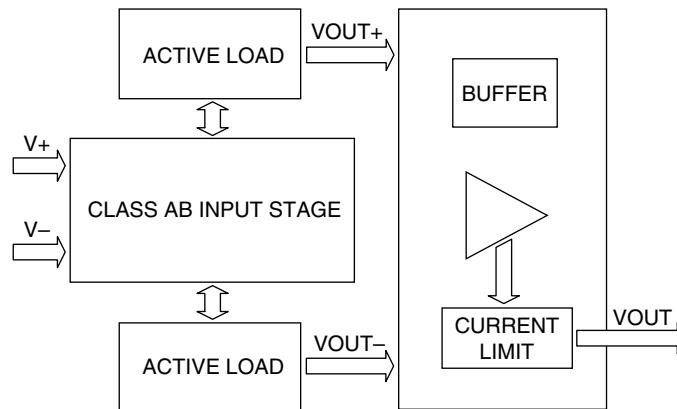 ACTIVE LOAD
VOUT+
BUFFER
V+
CLASS AB INPUT STAGE
V–
CURRENT
LIMIT
VOUT
ACTIVE LOAD
VOUT–